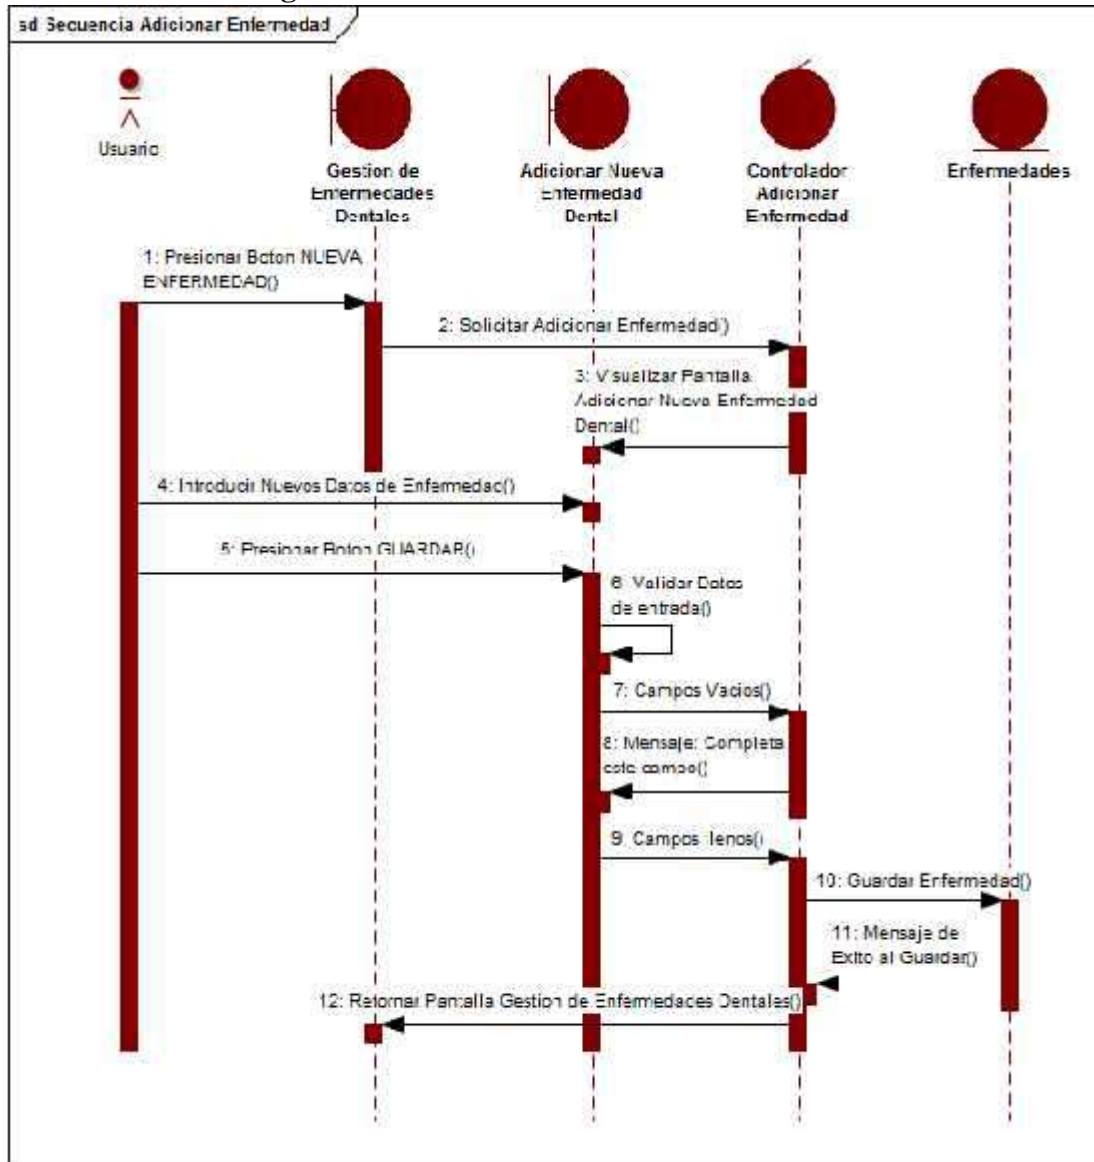 sd Secuencia Adicionar Enfermedad
Usuario
Gestion de
Enfermedades
Dentales
Adicionar Nueva
Enfermedad
Dental
Controlador
Adicionar
Enfermedad
Enfermedades
1: Presionar Boton NUEVA
ENFERMEDAD()
2: Solicitar Adicionar Enfermedad()
3: Visualizar Pantalla
Adicionar Nueva Enfermedad
Dental()
4: Introducir Nuevos Datos de Enfermedad()
5: Presionar Boton GUARDAR()
6: Validar Datos
de entrada()
7: Campos Vacios()
8: Mensaje: Completa
este campo()
9: Campos llenos()
10: Guardar Enfermedad()
11: Mensaje de
Exito al Guardar()
12: Retornar Pantalla Gestion de Enfermedades Dentales()